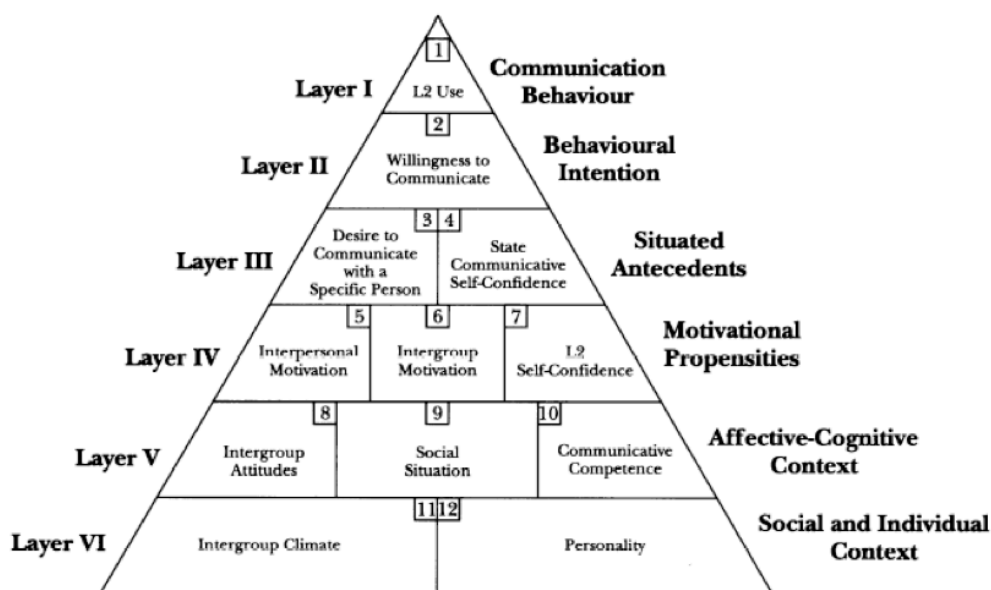 1
Layer I
L2 Use
Communication
Behaviour
2
Layer II
Willingness to
Communicate
Behavioural
Intention
3 4
Layer III
Desire to
Communicate
with a
Specific Person
State
Communicative
Self-Confidence
Situated
Antecedents
5 6 7
Layer IV
Interpersonal
Motivation
Intergroup
Motivation
L2
Self-Confidence
Motivational
Propensities
8 9 10
Layer V
Intergroup
Attitudes
Social
Situation
Communicative
Competence
Affective-Cognitive
Context
11 12
Layer VI
Intergroup Climate
Personality
Social and Individual
Context